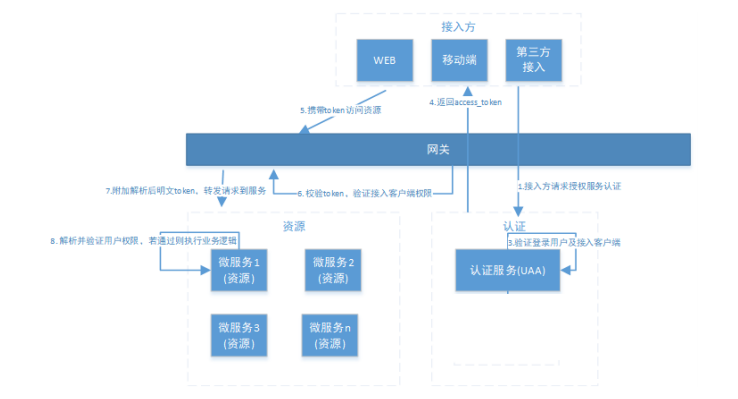 接入方
WEB
移动端
第三方
接入
5.携带token访问资源
4.返回access_token
网关
7.附加解析后明文token，转发请求到服务
6.校验token，验证接入客户端权限
1.接入方请求授权服务认证
资源
认证
8.解析并验证用户权限，若通过则执行业务逻辑
3.验证登录用户及接入客户端
微服务1
(资源)
微服务2
(资源)
认证服务(UAA)
微服务3
(资源)
微服务n
(资源)